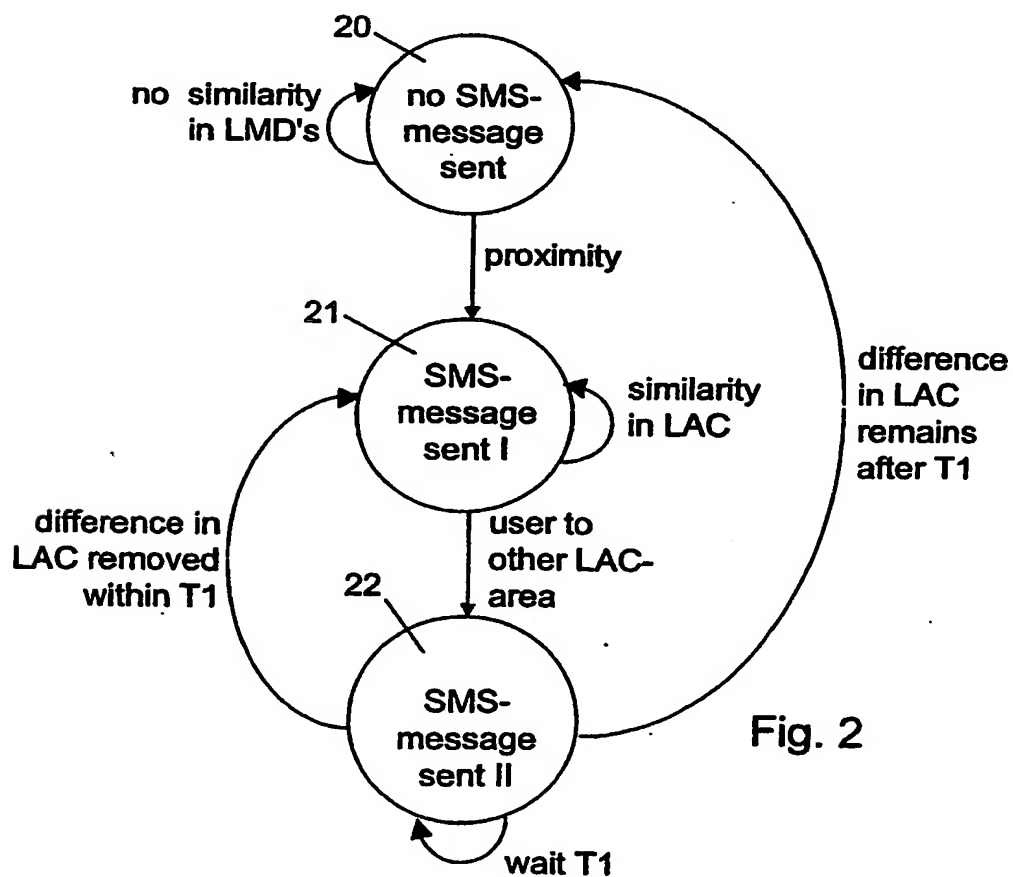 20
no similarity
in LMD's
no SMS-
message
sent
proximity
21
SMS-
message
sent I
similarity
in LAC
difference
in LAC
remains
after T1
difference in
LAC removed
within T1
user to
other LAC-
area
22
SMS-
message
sent II
wait T1
Fig. 2